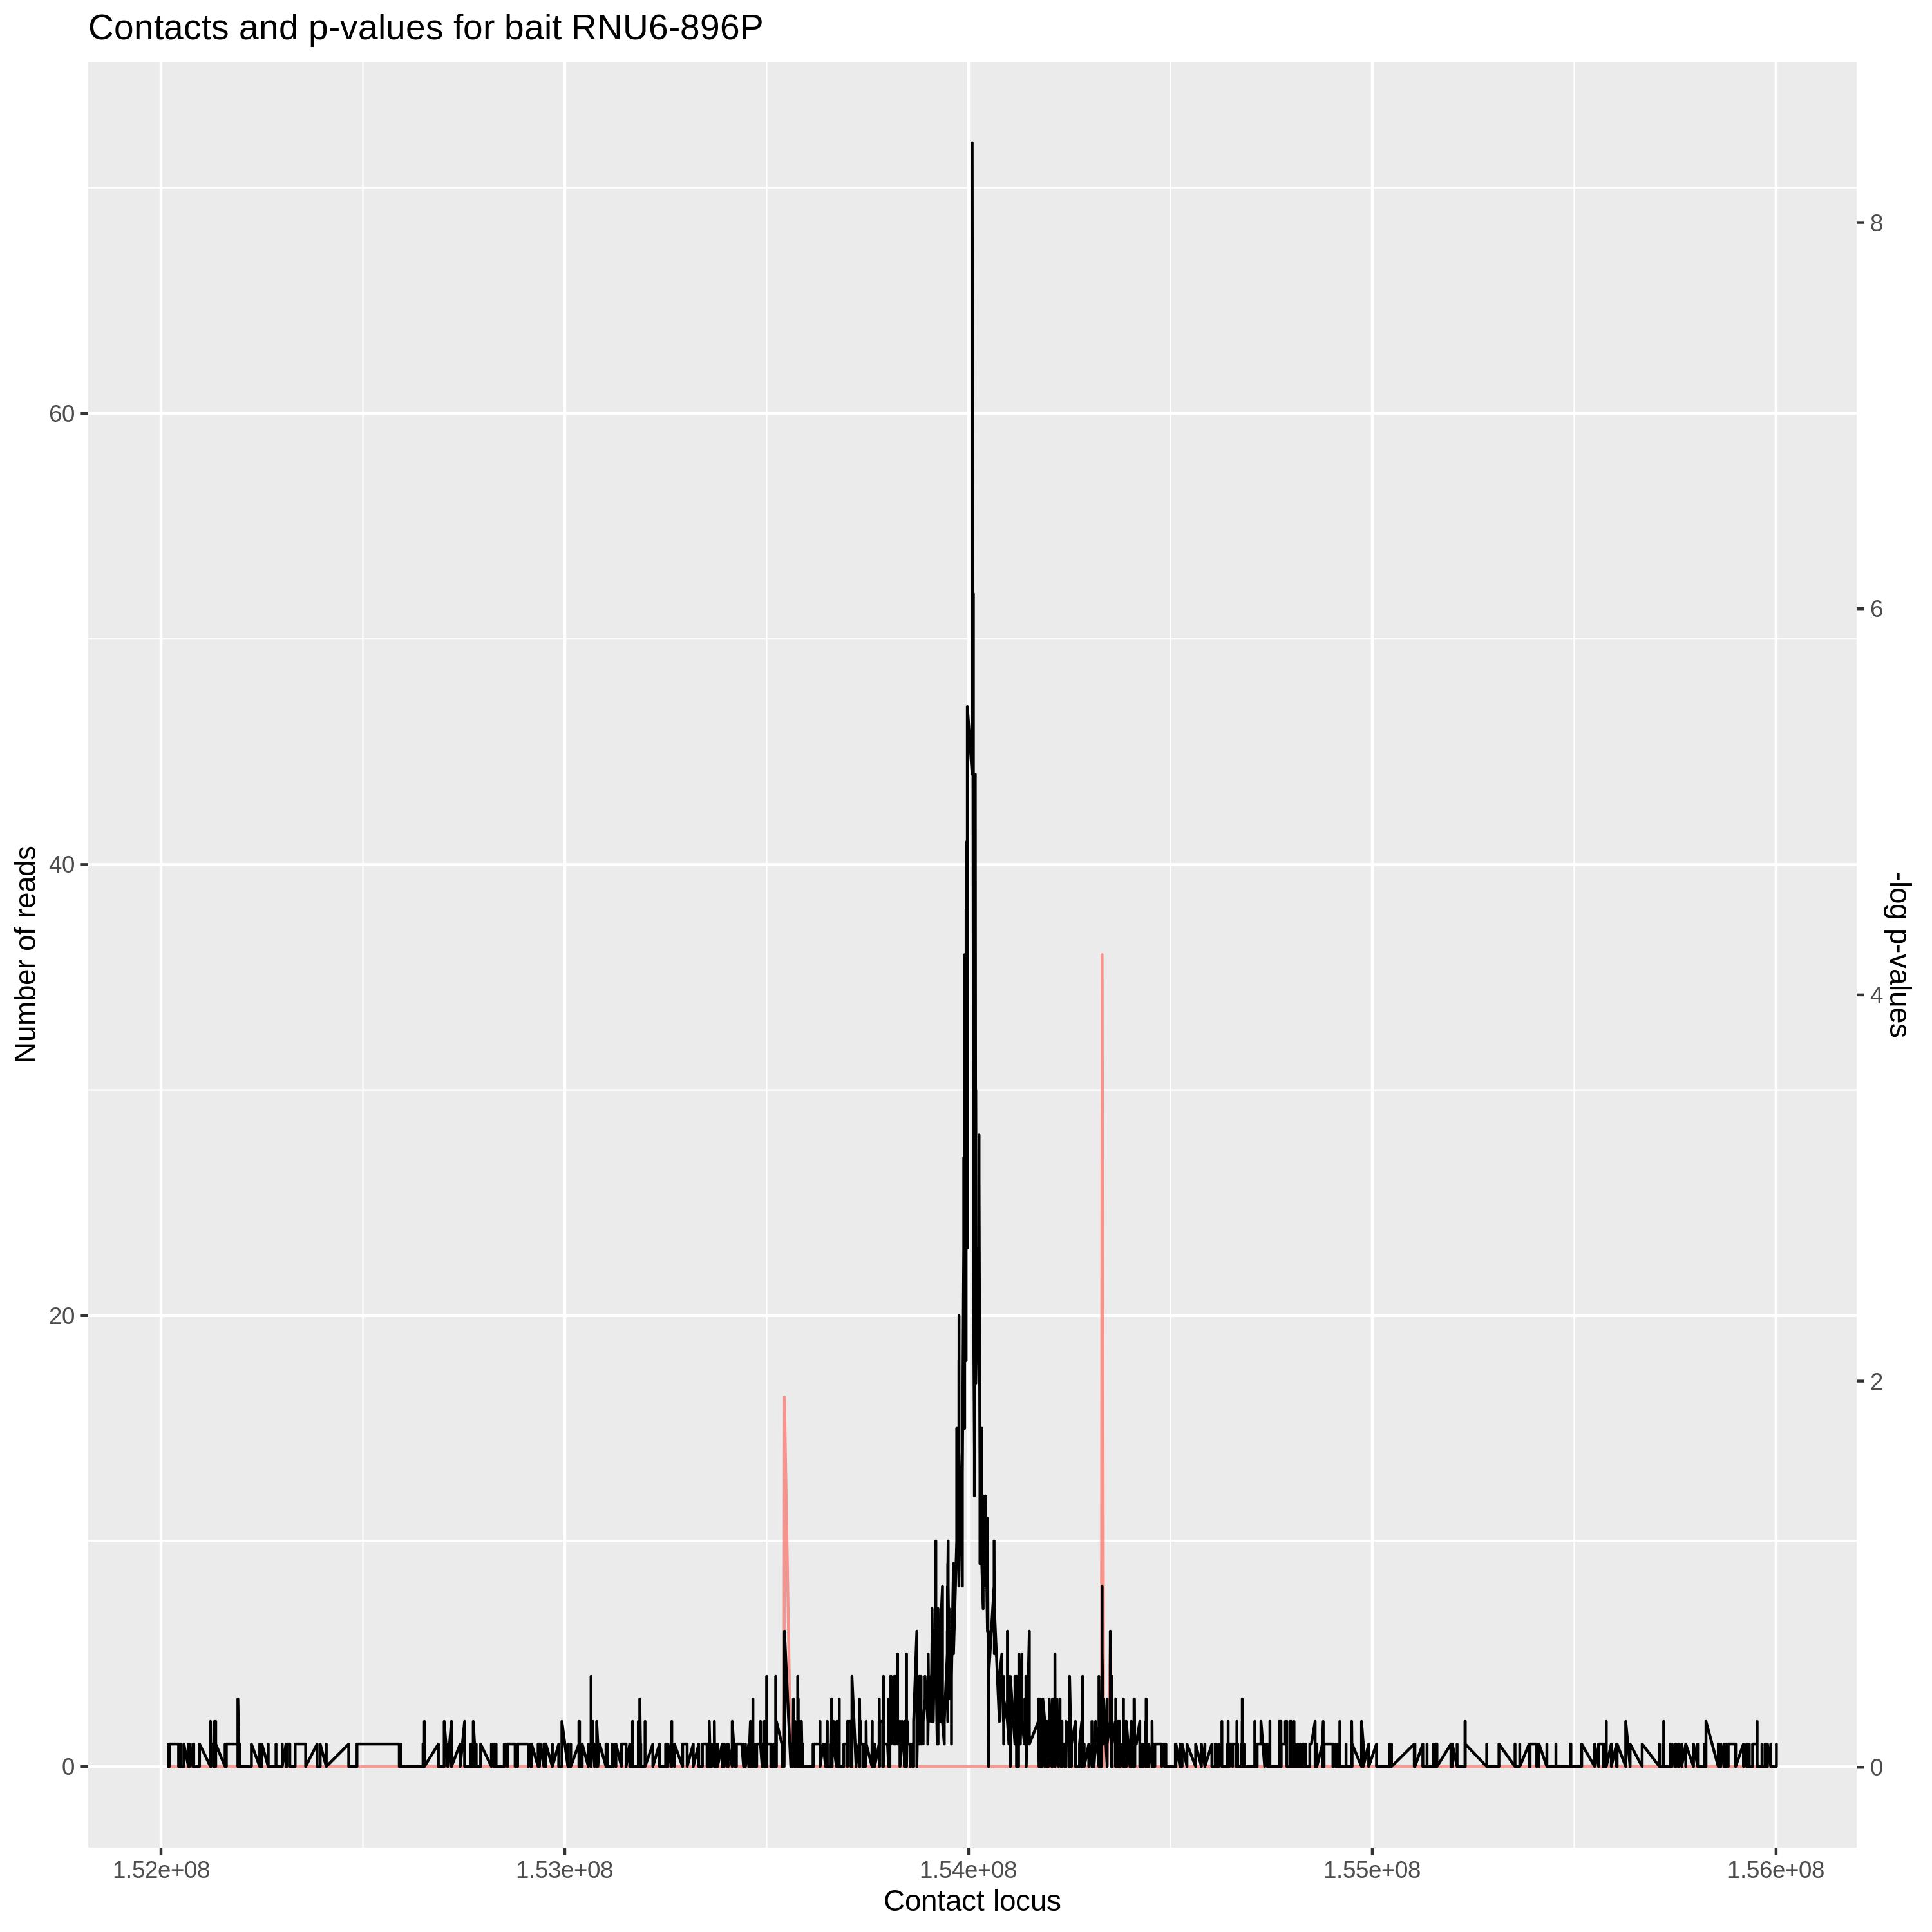 Contacts and p-values for bait RNU6-896P
Number of reads
60
40
20
0
8
6
4
2
0
-log p-values
1.52e+08 1.53e+08 1.54e+08 1.55e+08 1.56e+08
Contact locus